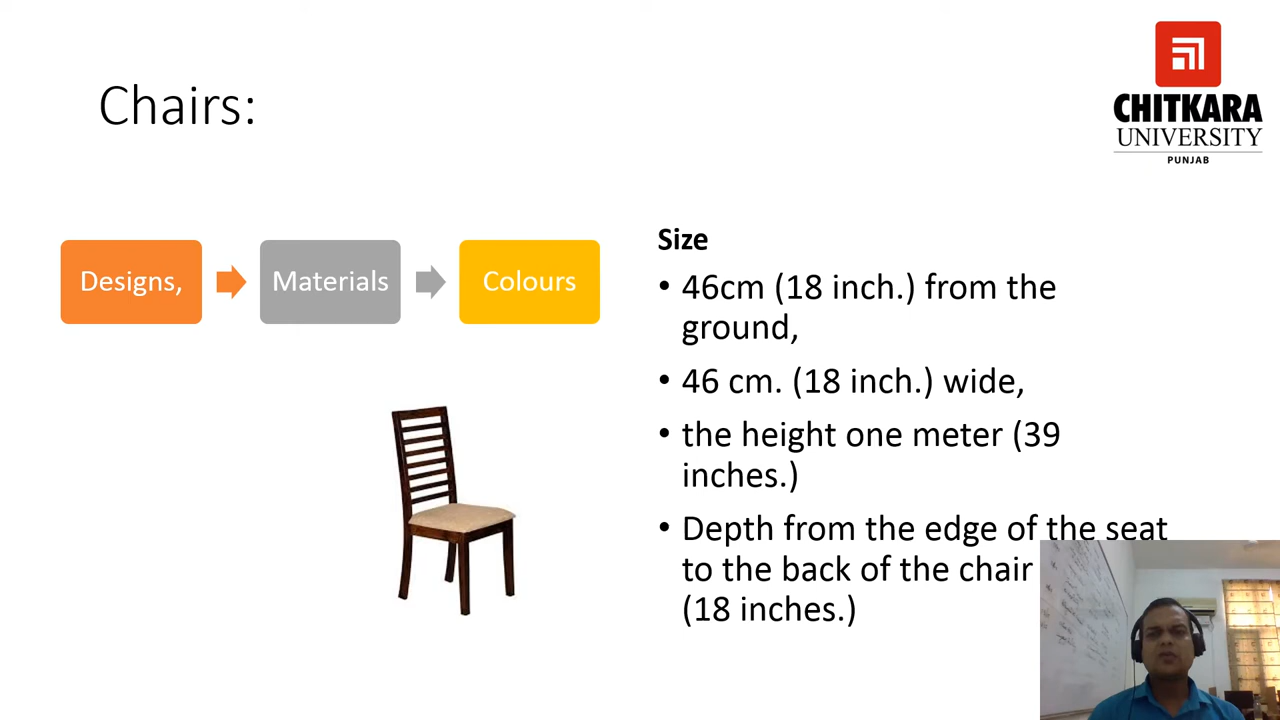 Chairs:
CHITKARA
UNIVERSITY
PUNJAB
Designs,
Materials
Colours
Size
• 46cm (18 inch.) from the
ground,
• 46 cm. (18 inch.) wide,
• the height one meter (39
inches.)
• Depth from the edge of the seat
to the back of the chair
(18 inches.)